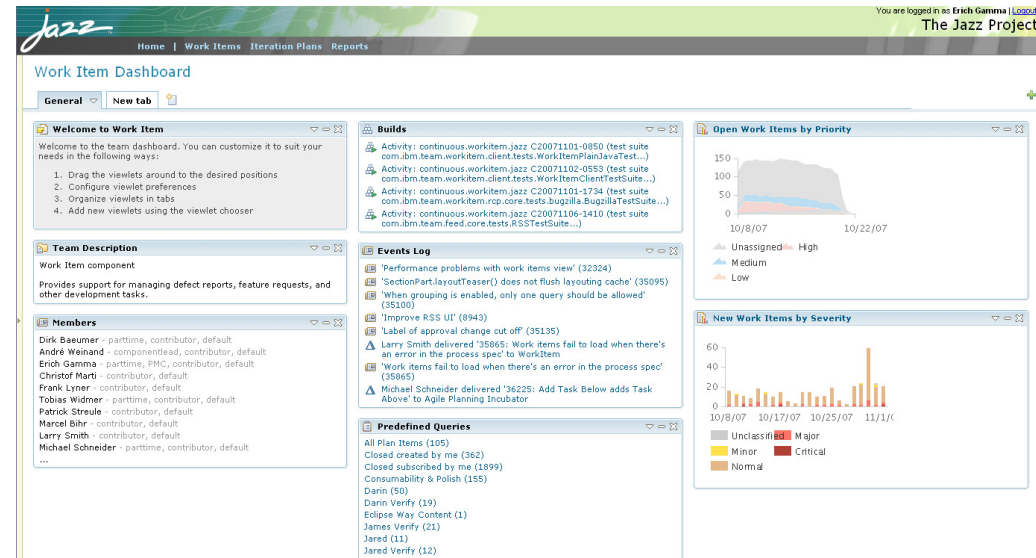 You are logged in as Erich Gamma | Logout
The Jazz Project
jazz
Home | Work Items Iteration Plans Reports
Work Item Dashboard
General New tab
Welcome to Work Item
Welcome to the team dashboard. You can customize it to suit your
needs in the following ways:
1. Drag the viewlets around to the desired positions
2. Configure viewlet preferences
3. Organize viewlets in tabs
4. Add new viewlets using the viewlet chooser
Team Description
Work Item component
Provides support for managing defect reports, feature requests, and
other development tasks.
Members
Dirk Baeumer - parttime, contributor, default
André Weinand - componentlead, contributor, default
Erich Gamma - parttime, PMC, contributor, default
Christof Marti - contributor, default
Frank Lyner - contributor, default
Tobias Widmer - parttime, contributor, default
Patrick Streule - contributor, default
Marcel Bihr - contributor, default
Larry Smith - contributor, default
Michael Schneider - parttime, contributor, default
...
Builds
Activity: continuous.workitem.jazz C20071101-0850 (test suite
com.ibm.team.workitem.client.tests.WorkItemPlainJavaTest...)
Activity: continuous.workitem.jazz C20071102-0553 (test suite
com.ibm.team.workitem.client.tests.WorkItemClientTestSuite...)
Activity: continuous.workitem.jazz C20071101-1734 (test suite
com.ibm.team.workitem.rcp.core.tests.bugzilla.BugzillaTestSuite...)
Activity: continuous.workitem.jazz C20071106-1410 (test suite
com.ibm.team.feed.core.tests.RSSTestSuite...)
Events Log
'Performance problems with work items view' (32324)
'SectionPart.layoutTeaser() does not flush layouting cache' (35095)
'When grouping is enabled, only one query should be allowed'
(35100)
'Improve RSS UI' (8943)
'Label of approval change cut off' (35135)
Larry Smith delivered '35865: Work items fail to load when there's
an error in the process spec' to WorkItem
'Work items fail to load when there's an error in the process spec'
(35865)
Michael Schneider delivered '36225: Add Task Below adds Task
Above' to Agile Planning Incubator
Predefined Queries
All Plan Items (105)
Closed created by me (362)
Closed subscribed by me (1899)
Consumability & Polish (155)
Darin (50)
Darin Verify (19)
Eclipse Way Content (1)
James Verify (21)
Jared (11)
Jared Verify (12)
Open Work Items by Priority
150
100
50
0
10/8/07 10/22/07
Unassigned High
Medium
Low
New Work Items by Severity
60
40
20
0
10/8/07 10/17/07 10/25/07 11/1/(
Unclassified Major
Minor Critical
Normal